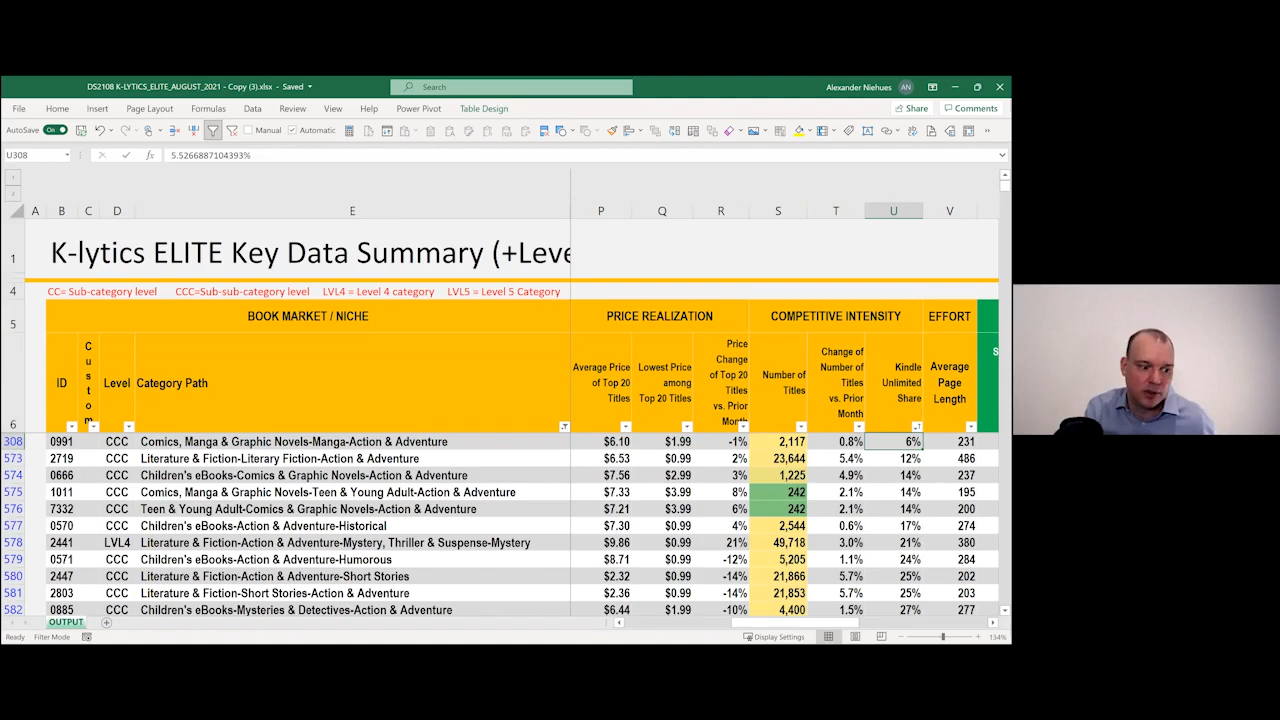 DS2108 K-LYTICS_ELITE_AUGUST_2021 - Copy (3).xlsx - Saved
Search
Alexander Niehues AN
File Home Insert Page Layout Formulas Data Review View Help Power Pivot Table Design Share Comments
AutoSave On Manual Automatic
U308 fx 5.5266887104393%
1
2
A B C D E P Q R S T U V
1 K-lytics ELITE Key Data Summary (+Leve
4 CC= Sub-category level CCC=Sub-sub-category level LVL4 = Level 4 category LVL5 = Level 5 Category
5 BOOK MARKET / NICHE PRICE REALIZATION COMPETITIVE INTENSITY EFFORT
6 ID Custom Level Category Path Average Price of Top 20 Titles Lowest Price among Top 20 Titles Price Change of Top 20 Titles vs. Prior Month Number of Titles Change of Number of Titles vs. Prior Month Kindle Unlimited Share Average Page Length S
308 0991 CCC Comics, Manga & Graphic Novels-Manga-Action & Adventure $6.10 $1.99 -1% 2,117 0.8% 6% 231
573 2719 CCC Literature & Fiction-Literary Fiction-Action & Adventure $6.53 $0.99 2% 23,644 5.4% 12% 486
574 0666 CCC Children's eBooks-Comics & Graphic Novels-Action & Adventure $7.56 $2.99 3% 1,225 4.9% 14% 237
575 1011 CCC Comics, Manga & Graphic Novels-Teen & Young Adult-Action & Adventure $7.33 $3.99 8% 242 2.1% 14% 195
576 7332 CCC Teen & Young Adult-Comics & Graphic Novels-Action & Adventure $7.21 $3.99 6% 242 2.1% 14% 200
577 0570 CCC Children's eBooks-Action & Adventure-Historical $7.30 $0.99 4% 2,544 0.6% 17% 274
578 2441 LVL4 Literature & Fiction-Action & Adventure-Mystery, Thriller & Suspense-Mystery $9.86 $0.99 21% 49,718 3.0% 21% 380
579 0571 CCC Children's eBooks-Action & Adventure-Humorous $8.71 $0.99 -12% 5,205 1.1% 24% 284
580 2447 CCC Literature & Fiction-Action & Adventure-Short Stories $2.32 $0.99 -14% 21,866 5.7% 25% 202
581 2803 CCC Literature & Fiction-Short Stories-Action & Adventure $2.36 $0.99 -14% 21,853 5.7% 25% 203
582 0885 CCC Children's eBooks-Mysteries & Detectives-Action & Adventure $6.44 $1.99 -10% 4,400 1.5% 27% 277
OUTPUT
Ready Filter Mode Display Settings 134%